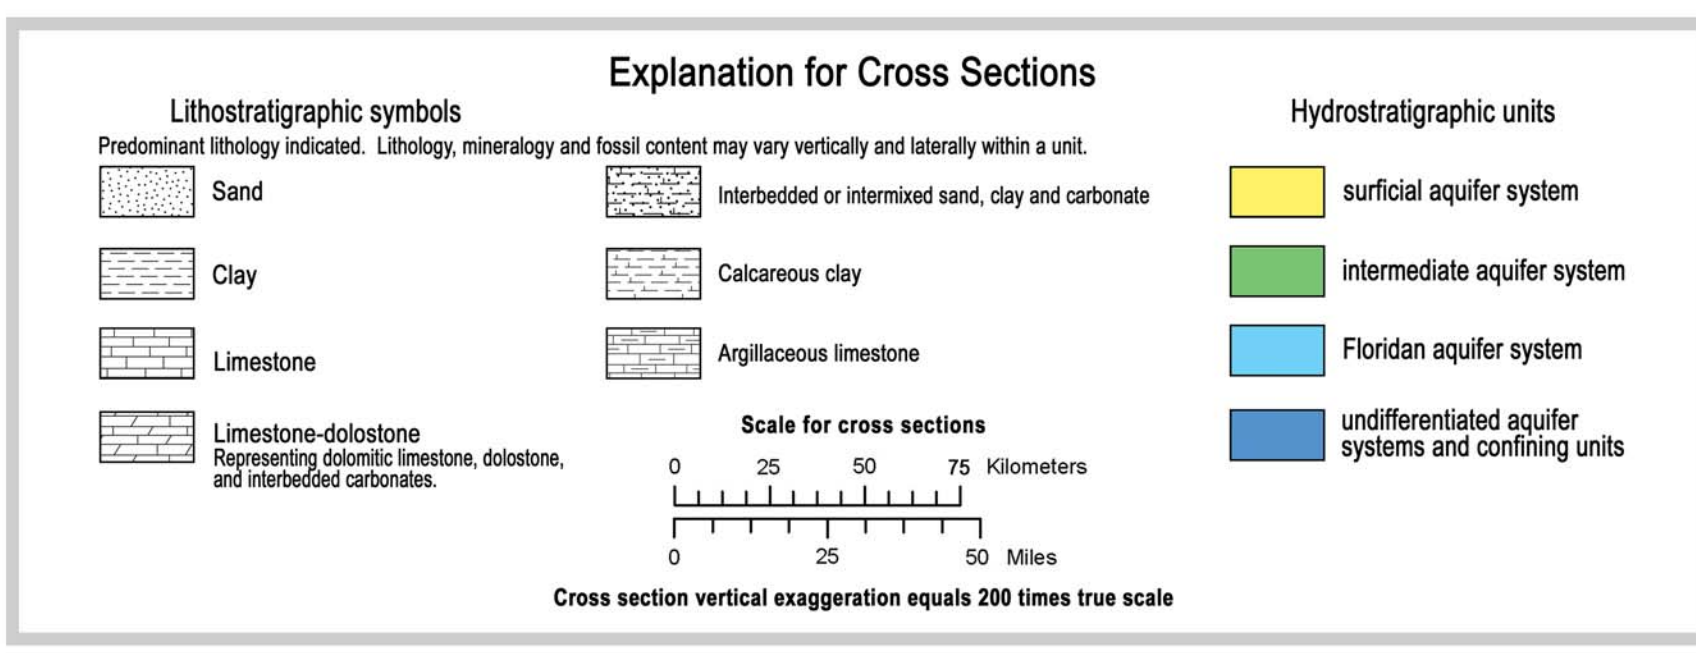 Explanation for Cross Sections
Lithostratigraphic symbols
Predominant lithology indicated. Lithology, mineralogy and fossil content may vary vertically and laterally within a unit.
Sand
Clay
Limestone
Limestone-dolostone
Representing dolomitic limestone, dolostone,
and interbedded carbonates.
Interbedded or intermixed sand, clay and carbonate
Calcareous clay
Argillaceous limestone
Scale for cross sections
0 25 50 75 Kilometers
0 25 50 Miles
Cross section vertical exaggeration equals 200 times true scale
Hydrostratigraphic units
surficial aquifer system
intermediate aquifer system
Floridan aquifer system
undifferentiated aquifer
systems and confining units